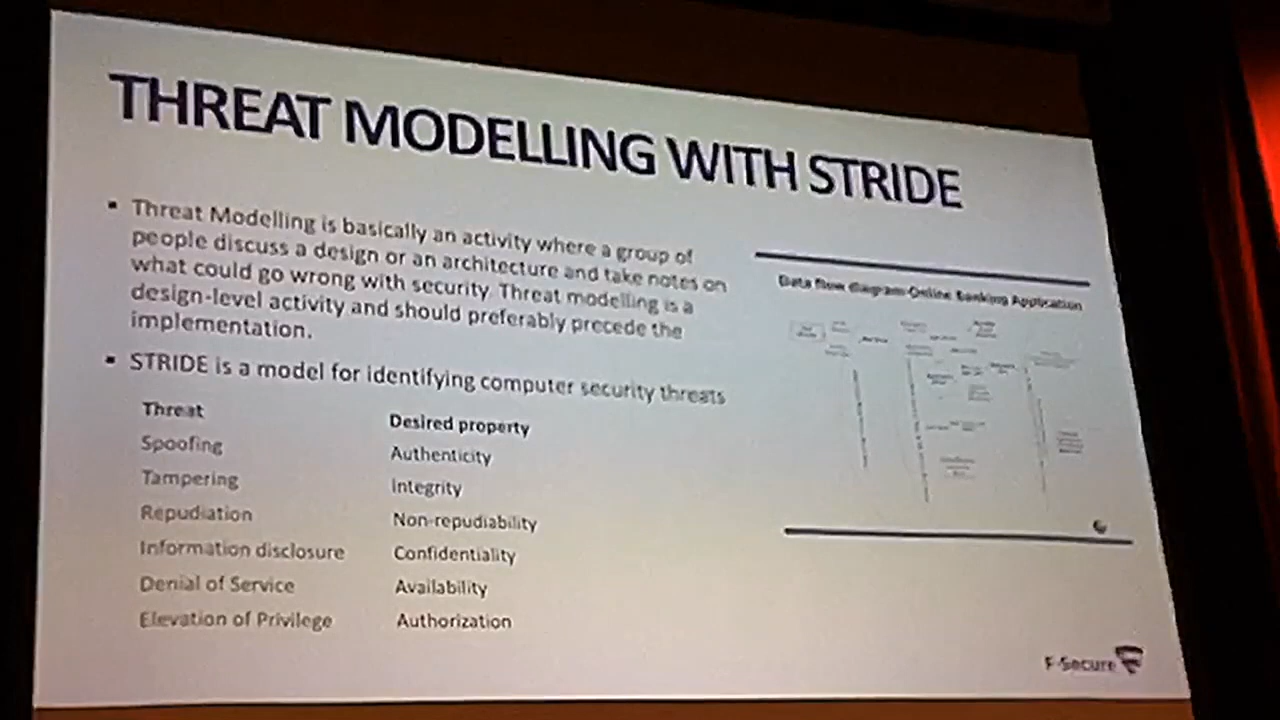 THREAT MODELLING WITH STRIDE
Threat Modelling is basically an activity where a group of
people discuss a design or an architecture and take notes on
what could go wrong with security. Threat modelling is a
design-level activity and should preferably precede the
implementation.
STRIDE is a model for identifying computer security threats
Threat Desired property
Spoofing Authenticity
Tampering Integrity
Repudiation Non-repudiability
Information disclosure Confidentiality
Denial of Service Availability
Elevation of Privilege Authorization
Data flow diagram-Online Banking Application
F-Secure